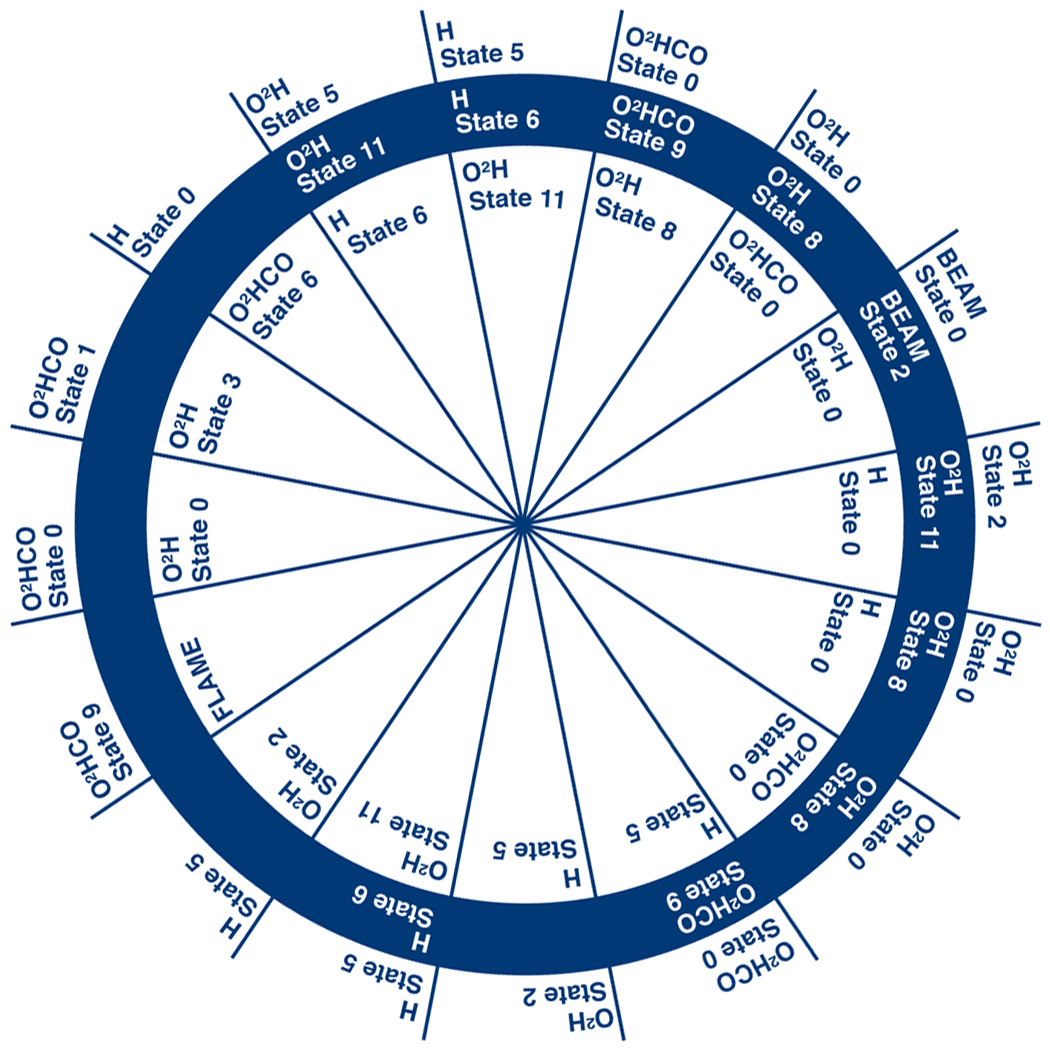 H
State 5
O²HCO
State 0
O²H
State 0
BEAM
State 0
O²H
State 2
O²H
State 0
O²H
State 0
O²HCO
State 0
O²H
State 2
H
State 5
H
State 5
O²HCO
State 9
O²HCO
State 0
O²HCO
State 1
H
State 0
O²H
State 5
H
State 6
O²HCO
State 9
O²H
State 8
BEAM
State 2
O²H
State 11
O²H
State 8
O²H
State 8
O²HCO
State 9
H
State 6
O²H
State 11
O²H
State 11
O²H
State 8
O²HCO
State 0
O²H
State 0
H
State 0
H
State 0
O²HCO
State 0
H
State 5
H
State 5
O²H
State 11
O²H
State 2
FLAME
O²H
State 0
O²H
State 3
O²HCO
State 6
H
State 6